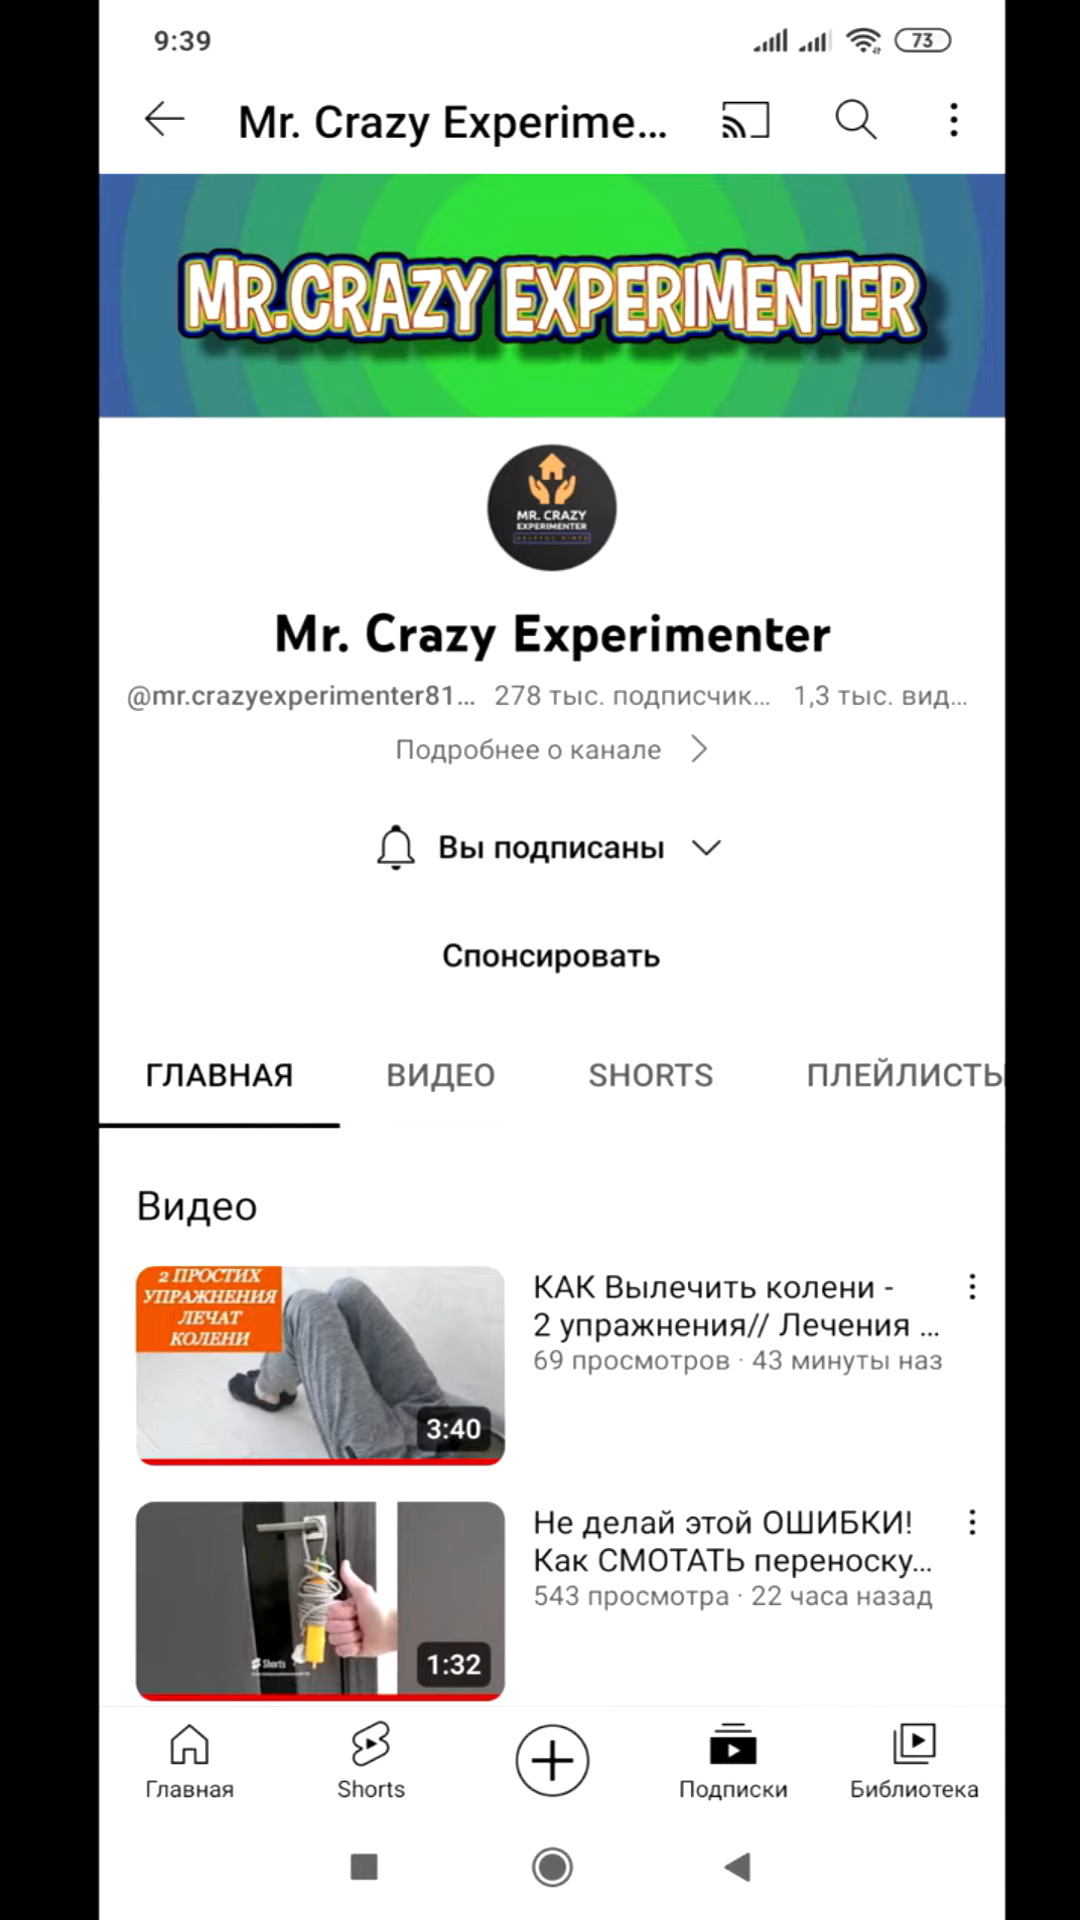 9:39
73
Mr. Crazy Experime...
MR.CRAZY EXPERIMENTER
MR. CRAZY
EXPERIMENTER
Mr. Crazy Experimenter
@mr.crazyexperimenter81... 278 тыс. подписчик... 1,3 тыс. вид...
Подробнее о канале
Вы подписаны
Спонсировать
ГЛАВНАЯ ВИДЕО SHORTS ПЛЕЙЛИСТЫ
Видео
2 ПРОСТИХ
УПРАЖНЕНИЯ
ЛЕЧАТ
КОЛЕНИ
3:40
КАК Вылечить колени -
2 упражнения// Лечения ...
69 просмотров · 43 минуты наз
Shorts
1:32
Не делай этой ОШИБКИ!
Как СМОТАТЬ переноску...
543 просмотра · 22 часа назад
Главная Shorts Подписки Библиотека